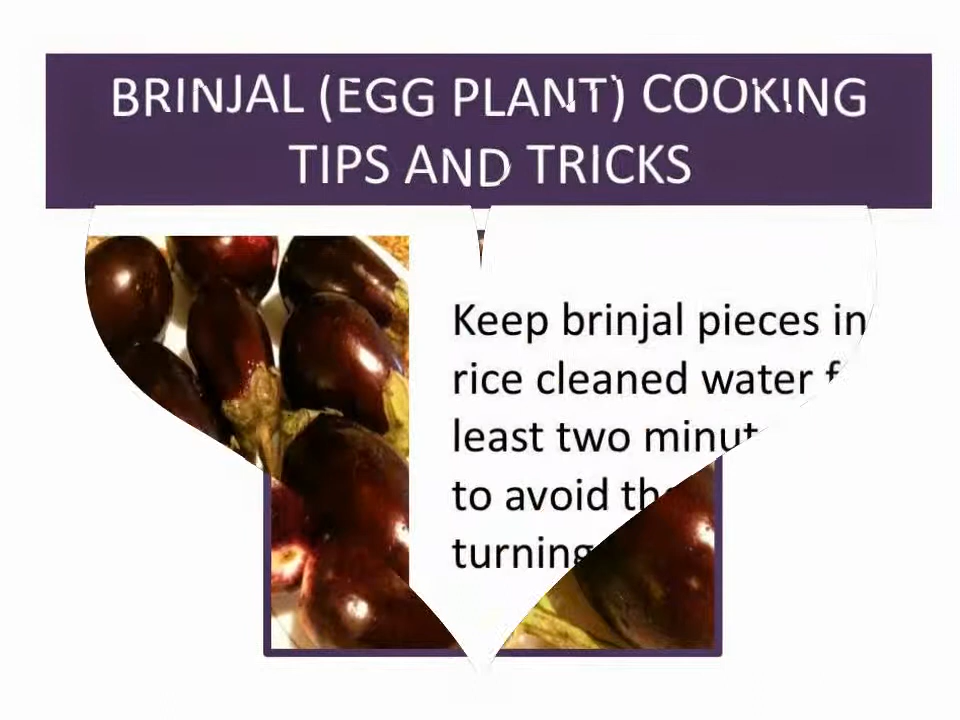 BRINJAL (EGG PLANT) COOKING
TIPS AND TRICKS
Keep brinjal pieces in
rice cleaned water
least two
to avoid
turning